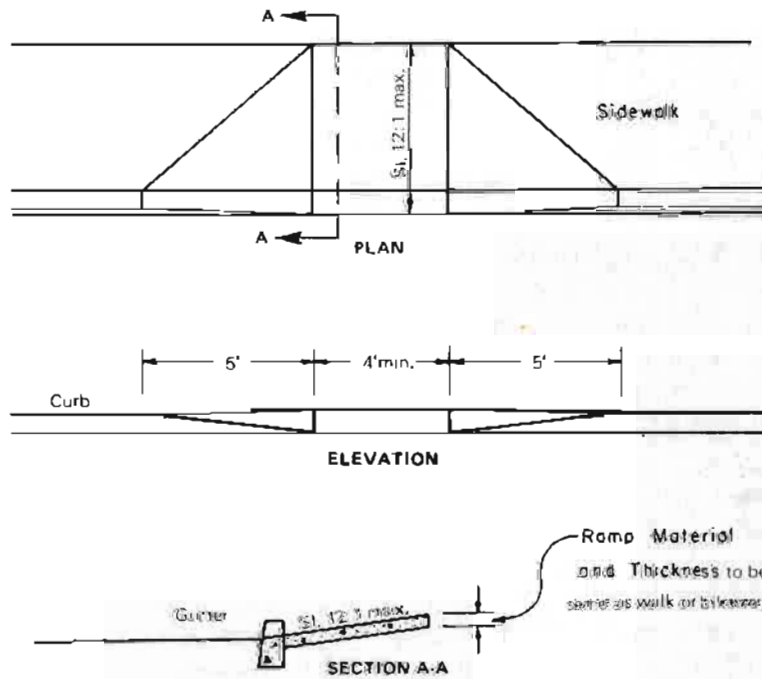 A
Sl. 12:1 max.
Sidewalk
A
PLAN
5' 4'min. 5'
Curb
ELEVATION
Ramp Material
and Thickness to be
same as walk or bikeway
Gutter
Sl. 12:1 max.
SECTION A-A